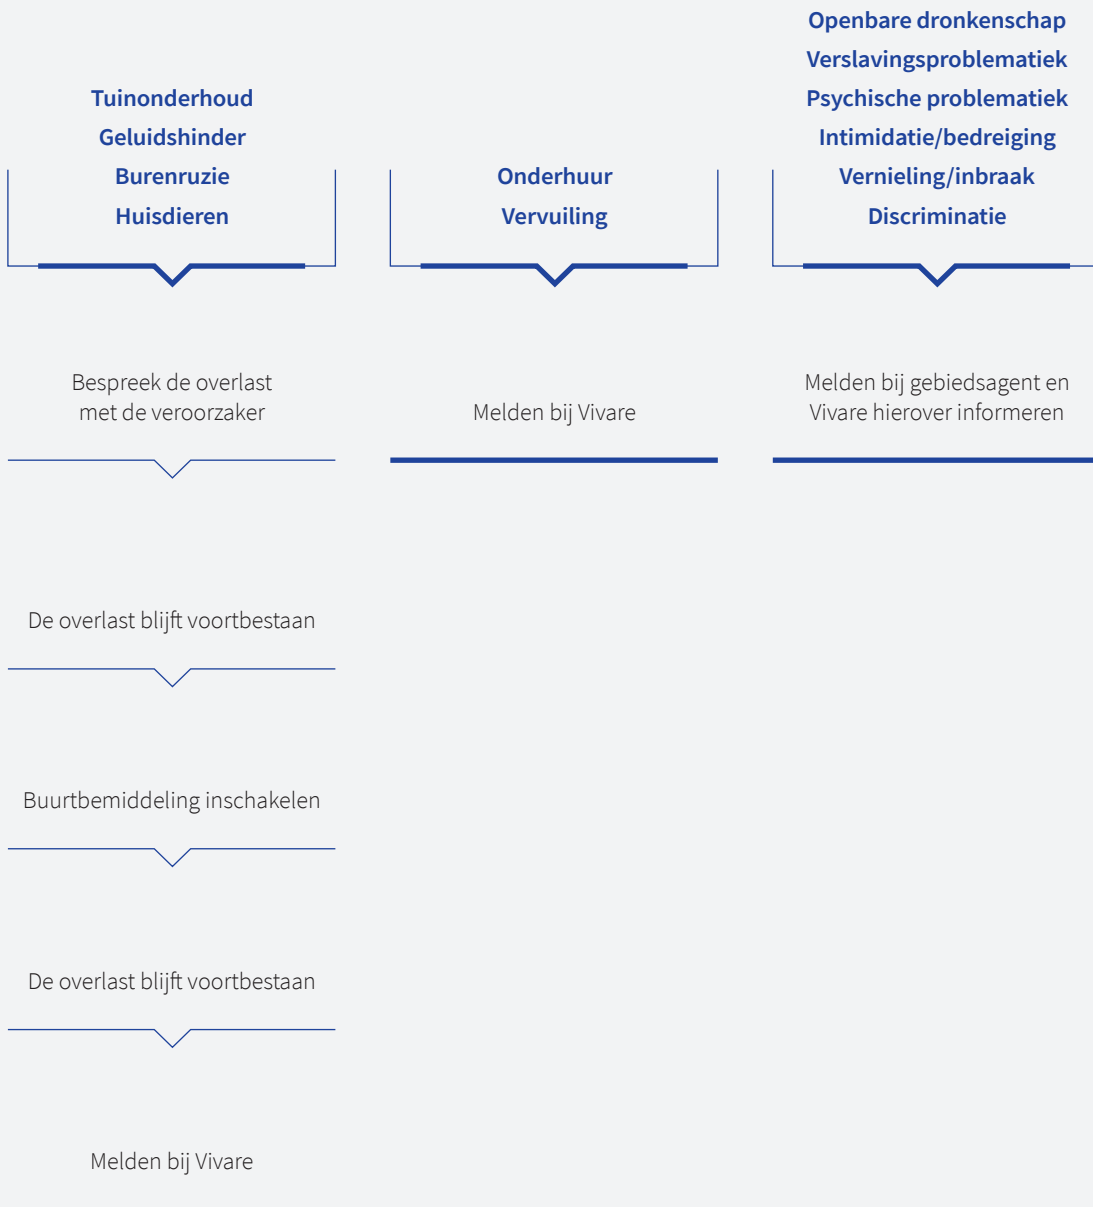 Tuinonderhoud
Geluidshinder
Burenruzie
Huisdieren
Bespreek de overlast
met de veroorzaker
De overlast blijft voortbestaan
Buurtbemiddeling inschakelen
De overlast blijft voortbestaan
Melden bij Vivare
Onderhuur
Vervuiling
Melden bij Vivare
Openbare dronkenschap
Verslavingsproblematiek
Psychische problematiek
Intimidatie/bedreiging
Vernieling/inbraak
Discriminatie
Melden bij gebiedsagent en
Vivare hierover informeren